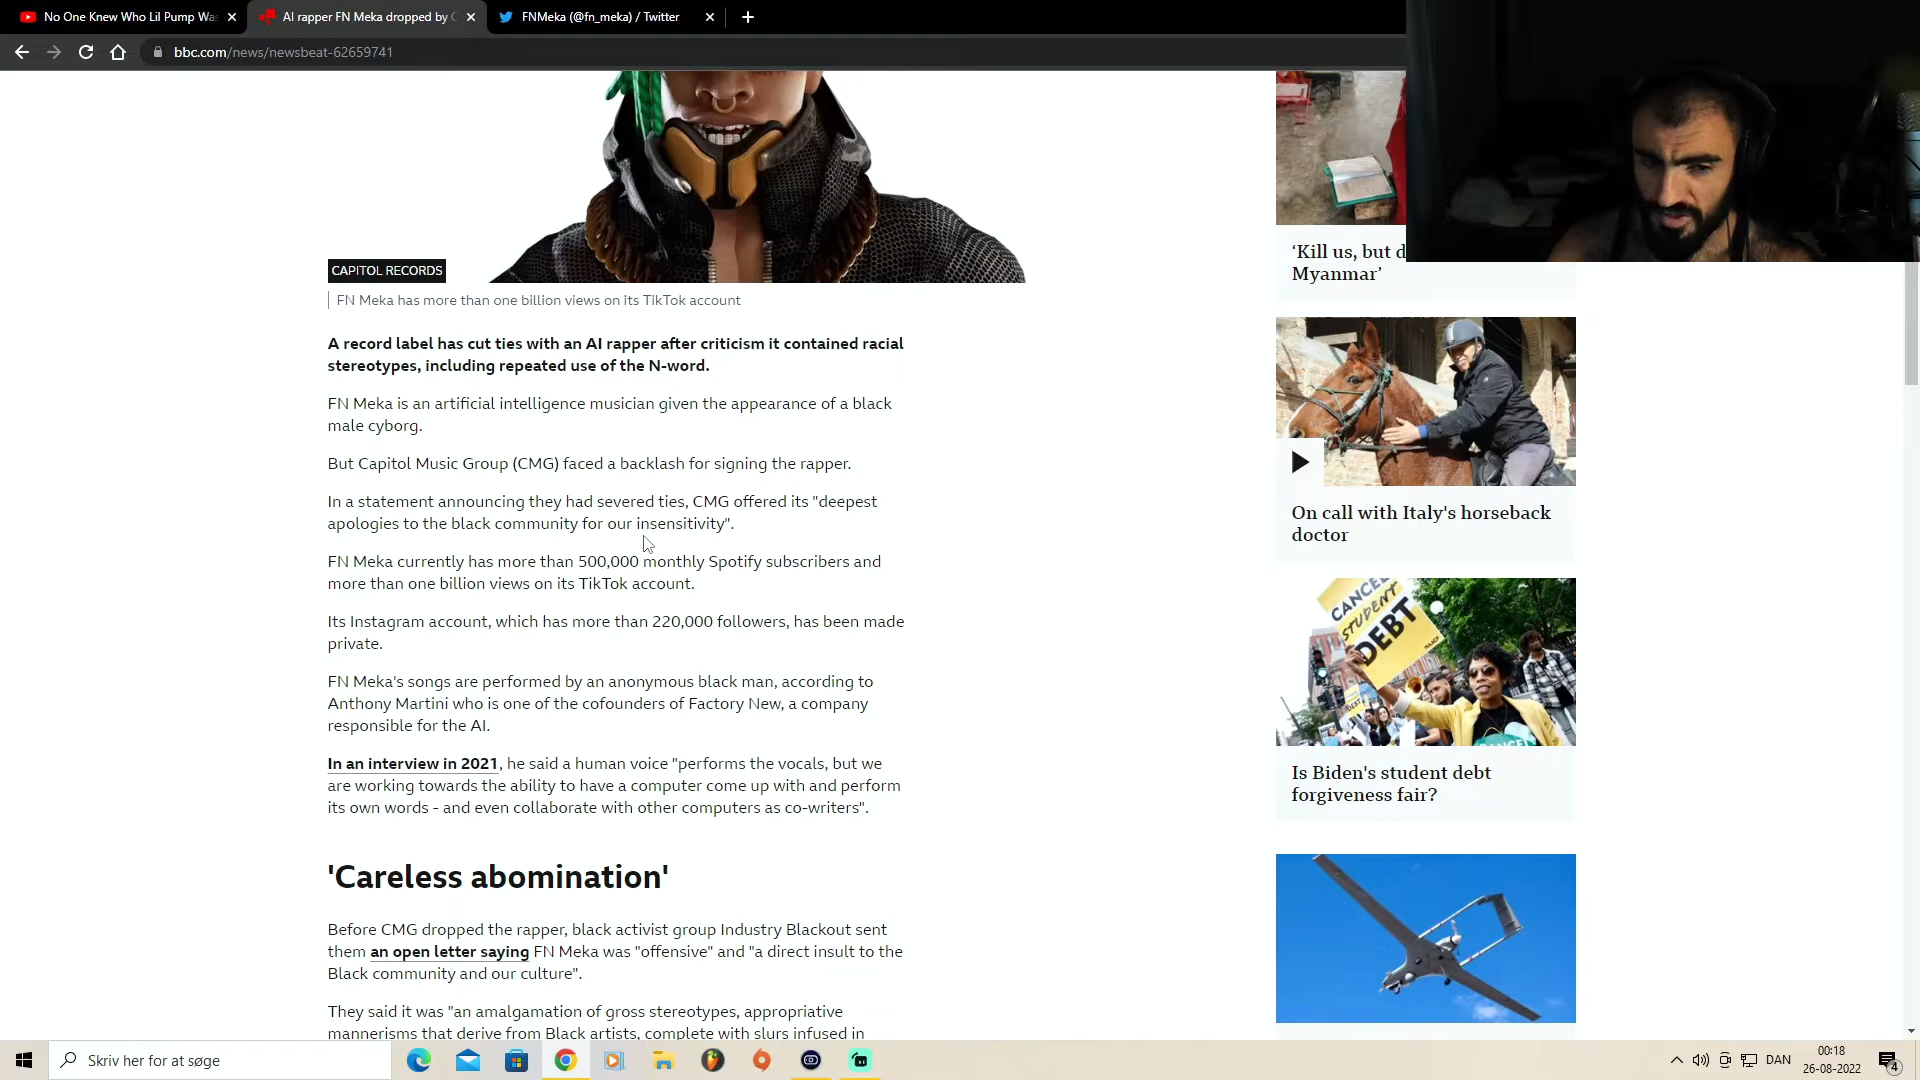 No One Knew Who Lil Pump Was
AI rapper FN Meka dropped by C
FNMeka (@fn_meka) / Twitter
bbc.com/news/newsbeat-62659741
CAPITOL RECORDS
FN Meka has more than one billion views on its TikTok account
A record label has cut ties with an AI rapper after criticism it contained racial
stereotypes, including repeated use of the N-word.
FN Meka is an artificial intelligence musician given the appearance of a black
male cyborg.
But Capitol Music Group (CMG) faced a backlash for signing the rapper.
In a statement announcing they had severed ties, CMG offered its "deepest
apologies to the black community for our insensitivity".
FN Meka currently has more than 500,000 monthly Spotify subscribers and
more than one billion views on its TikTok account.
Its Instagram account, which has more than 220,000 followers, has been made
private.
FN Meka's songs are performed by an anonymous black man, according to
Anthony Martini who is one of the cofounders of Factory New, a company
responsible for the AI.
In an interview in 2021, he said a human voice "performs the vocals, but we
are working towards the ability to have a computer come up with and perform
its own words - and even collaborate with other computers as co-writers".
'Careless abomination'
Before CMG dropped the rapper, black activist group Industry Blackout sent
them an open letter saying FN Meka was "offensive" and "a direct insult to the
Black community and our culture".
They said it was "an amalgamation of gross stereotypes, appropriative
mannerisms that derive from Black artists, complete with slurs infused in
‘Kill us, but d
Myanmar’
On call with Italy's horseback
doctor
CANCEL
STUDENT
DEBT
Is Biden's student debt
forgiveness fair?
Skriv her for at søge
DAN
00:18
26-08-2022
4